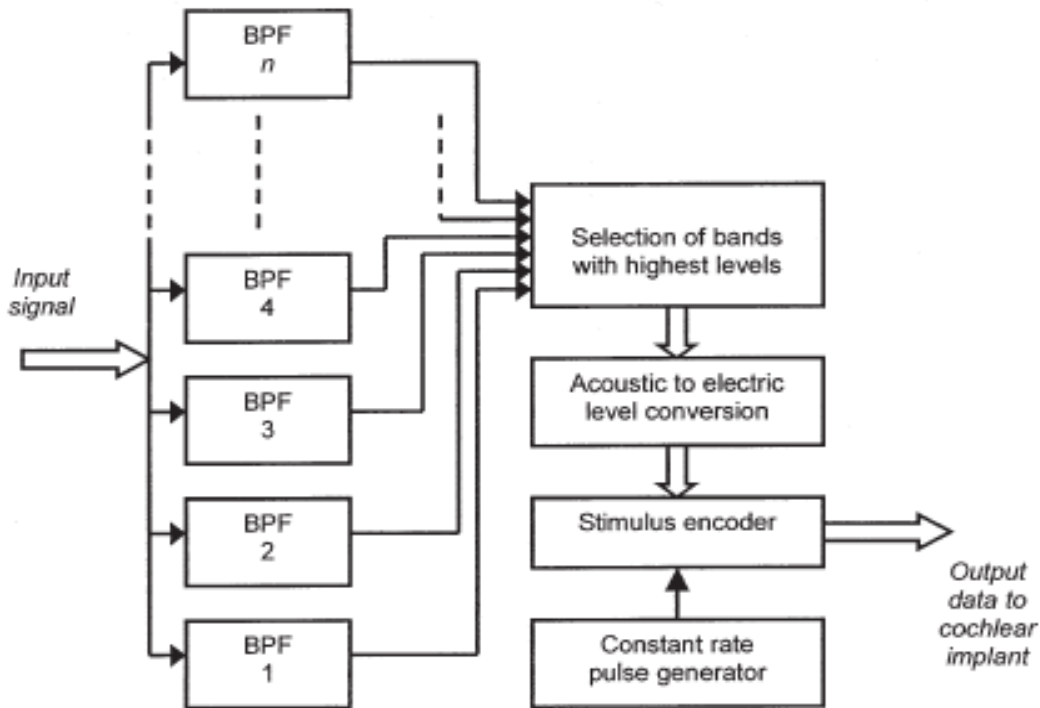 BPF
n
Input
signal
BPF
4
BPF
3
BPF
2
BPF
1
Selection of bands
with highest levels
Acoustic to electric
level conversion
Stimulus encoder
Constant rate
pulse generator
Output
data to
cochlear
implant